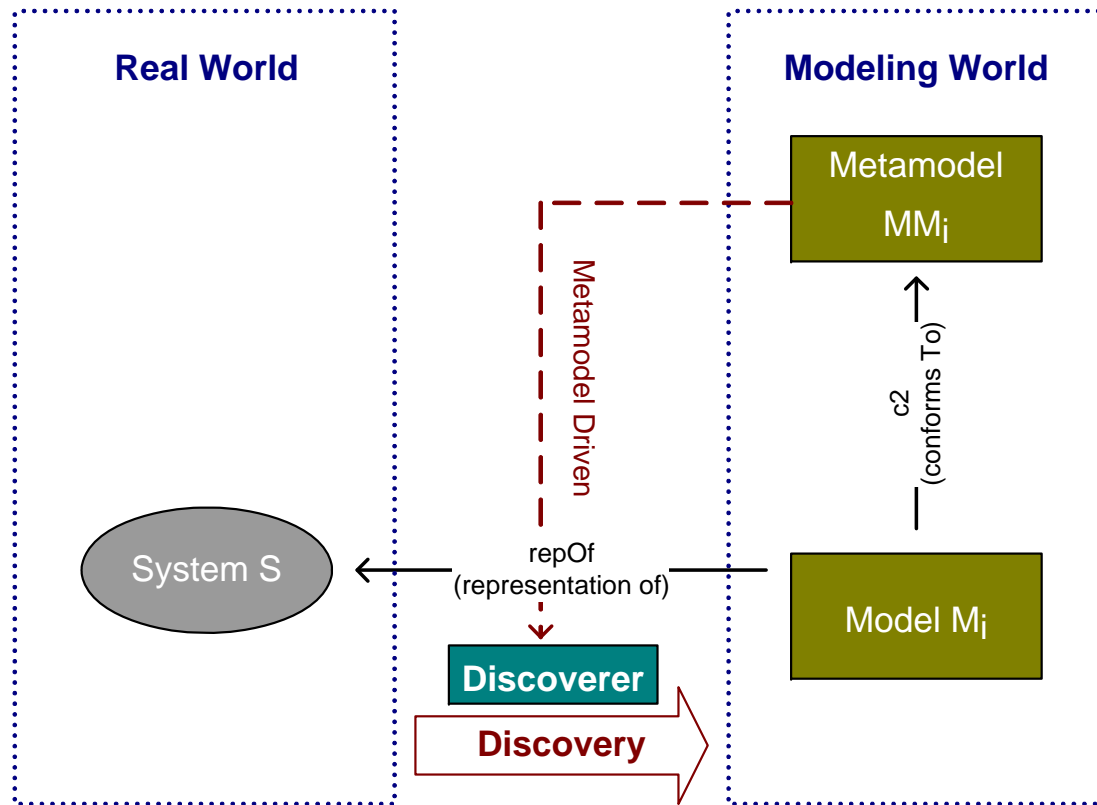 Real World
Modeling World
Metamodel
MMi
Metamodel Driven
c2
(conforms To)
System S
repOf
(representation of)
Model Mi
Discoverer
Discovery